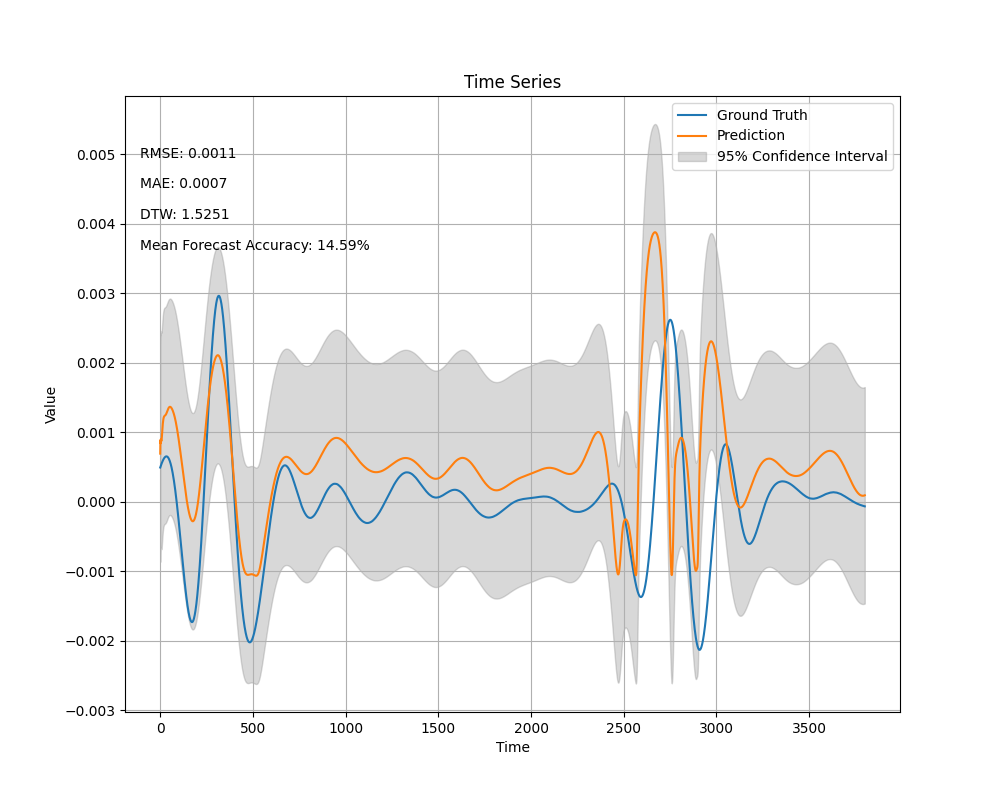 Time Series
Ground Truth
Prediction
95% Confidence Interval
RMSE: 0.0011
MAE: 0.0007
DTW: 1.5251
Mean Forecast Accuracy: 14.59%
Value
0.005
0.004
0.003
0.002
0.001
0.000
−0.001
−0.002
−0.003
0 500 1000 1500 2000 2500 3000 3500
Time